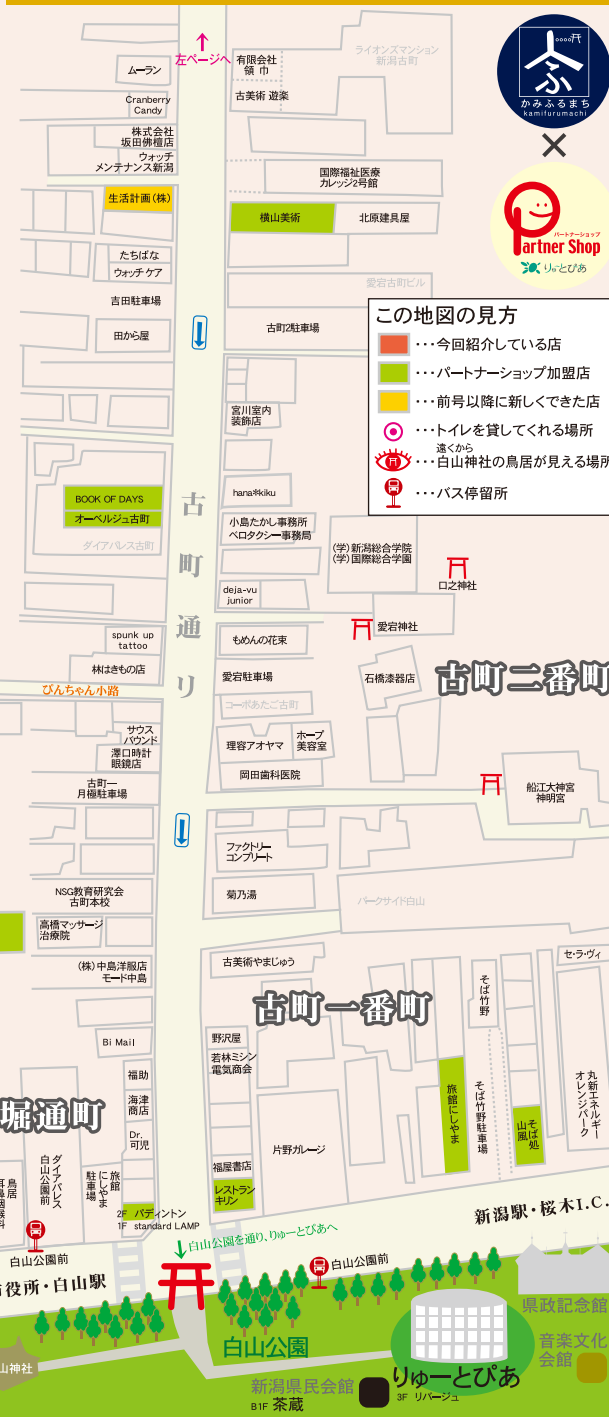 左ページへ
有限会社
領 巾
ライオンズマンション
新潟古町
かみふるまち
kamifurumachi
×
パートナーショップ
Partner Shop
りゅーとぴあ
ムーラン
Cranberry
Candy
古美術 遊楽
株式会社
坂田佛檀店
ウォッチ
メンテナンス新潟
国際福祉医療
カレッジ2号館
生活計画(株)
横山美術
北原建具屋
たちばな
ウォッチ ケア
愛宕古町ビル
吉田駐車場
田から屋
古町2駐車場
この地図の見方
・・・今回紹介している店
・・・パートナーショップ加盟店
・・・前号以降に新しくできた店
・・・トイレを貸してくれる場所
遠くから
・・・白山神社の鳥居が見える場所
・・・バス停留所
宮川室内
装飾店
BOOK OF DAYS
オーベルジュ古町
ダイアパレス古町
hana*kiku
小島たかし事務所
ベロタクシー事務局
(学)新潟総合学院
(学)国際総合学園
口之神社
deja-vu
junior
愛宕神社
古町通り
spunk up
tattoo
林はきもの店
もめんの花束
愛宕駐車場
石橋漆器店
古町二番町
ぴんちゃん小路
コーポあたご古町
サウス
バウンド
澤口時計
眼鏡店
理容アオヤマ
ホープ
美容室
岡田歯科医院
古町一
月極駐車場
船江大神宮
神明宮
ファクトリー
コンプリート
NSG教育研究会
古町本校
菊乃湯
パークサイド白山
高橋マッサージ
治療院
(株)中島洋服店
モード中島
古美術やまじゅう
セ・ラ・ヴィ
そば竹野
古町一番町
Bi Mail
野沢屋
若林ミシン
電気商会
福助
海津
商店
Dr.
可児
堀通町
片野ガレージ
旅館にしやま
そば竹野駐車場
そば処
山風
丸新エネルギー
オレンジパーク
福屋書店
レストラン
キリン
鳥居
耳鼻咽喉科
ダイアパレス
白山公園前
旅館
にしやま
駐車場
2F パディントン
1F standard LAMP
新潟駅・桜木I.C.
白山公園を通り、りゅーとぴあへ
白山公園前
白山公園前
市役所・白山駅
県政記念館
白山公園
音楽文化
会館
山神社
新潟県民会館
B1F 茶蔵
りゅーとぴあ
3F リバージュ